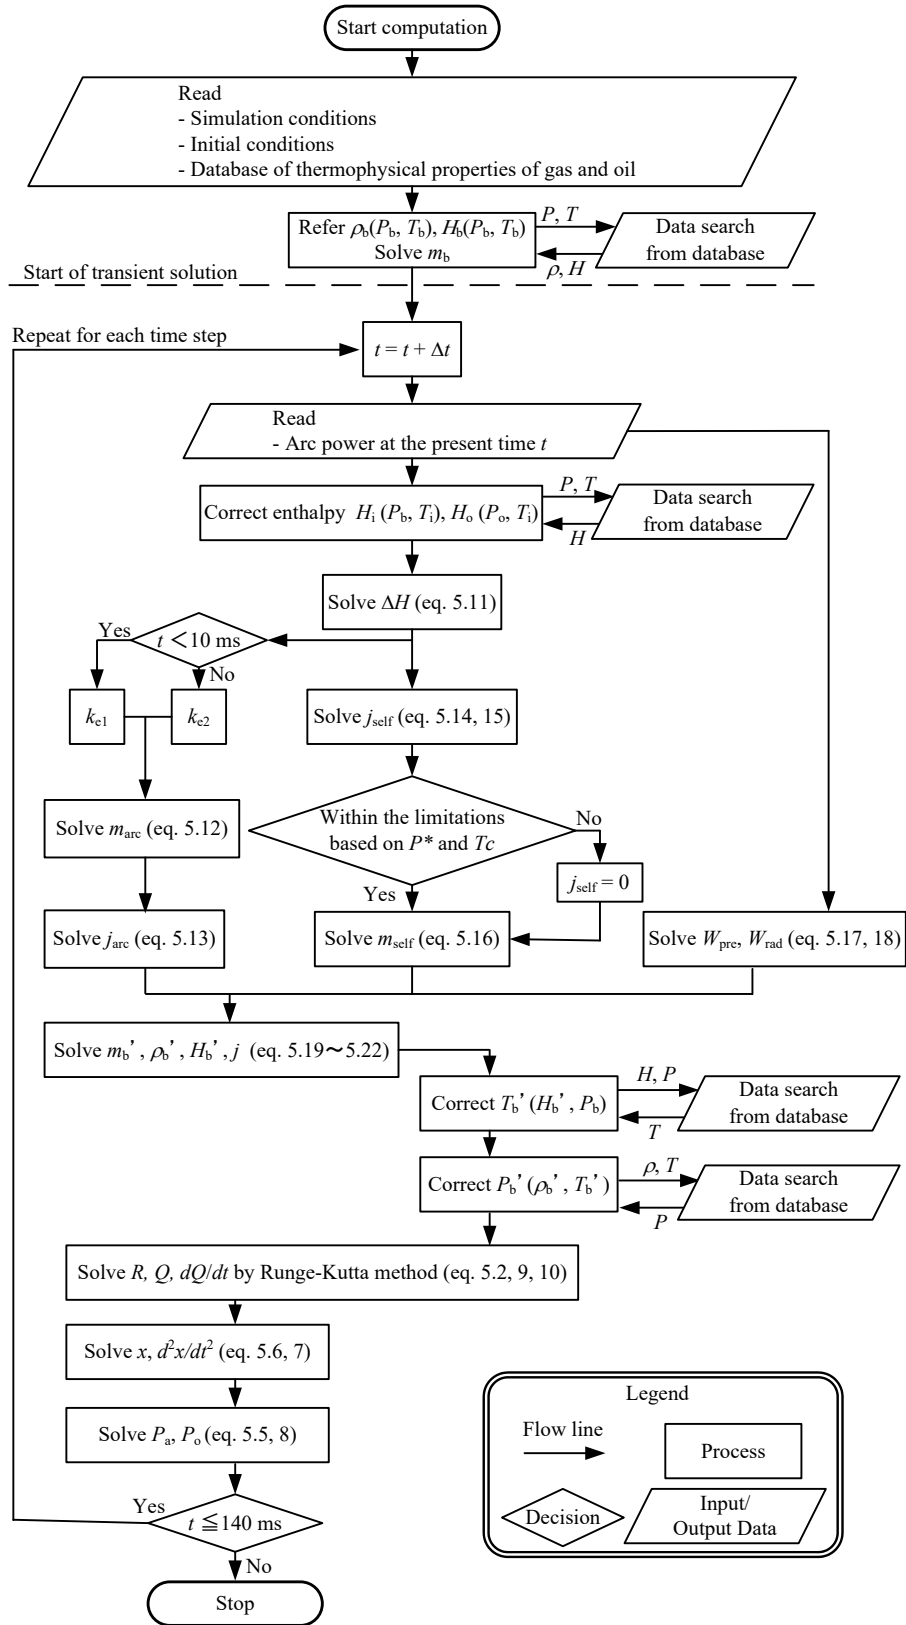 Start computation
Read
- Simulation conditions
- Initial conditions
- Database of thermophysical properties of gas and oil
Refer ρb(Pb, Tb), Hb(Pb, Tb)
Solve mb
P, T
ρ, H
Data search
from database
Start of transient solution
Repeat for each time step
t = t + Δt
Read
- Arc power at the present time t
Correct enthalpy Hi (Pb, Ti), Ho (Po, Ti)
P, T
H
Data search
from database
Solve ΔH (eq. 5.11)
Yes
t <10 ms
No
ke1
ke2
Solve jself (eq. 5.14, 15)
Solve marc (eq. 5.12)
Within the limitations
based on P* and Tc
No
jself = 0
Yes
Solve jarc (eq. 5.13)
Solve mself (eq. 5.16)
Solve Wpre, Wrad (eq. 5.17, 18)
Solve mb’, ρb’, Hb’, j (eq. 5.19~5.22)
Correct Tb’ (Hb’, Pb)
H, P
T
Data search
from database
Correct Pb’ (ρb’, Tb’)
ρ, T
P
Data search
from database
Solve R, Q, dQ/dt by Runge-Kutta method (eq. 5.2, 9, 10)
Solve x, d²x/dt² (eq. 5.6, 7)
Solve Pa, Po (eq. 5.5, 8)
Yes
t ≦140 ms
No
Stop
Legend
Flow line
Process
Decision
Input/
Output Data